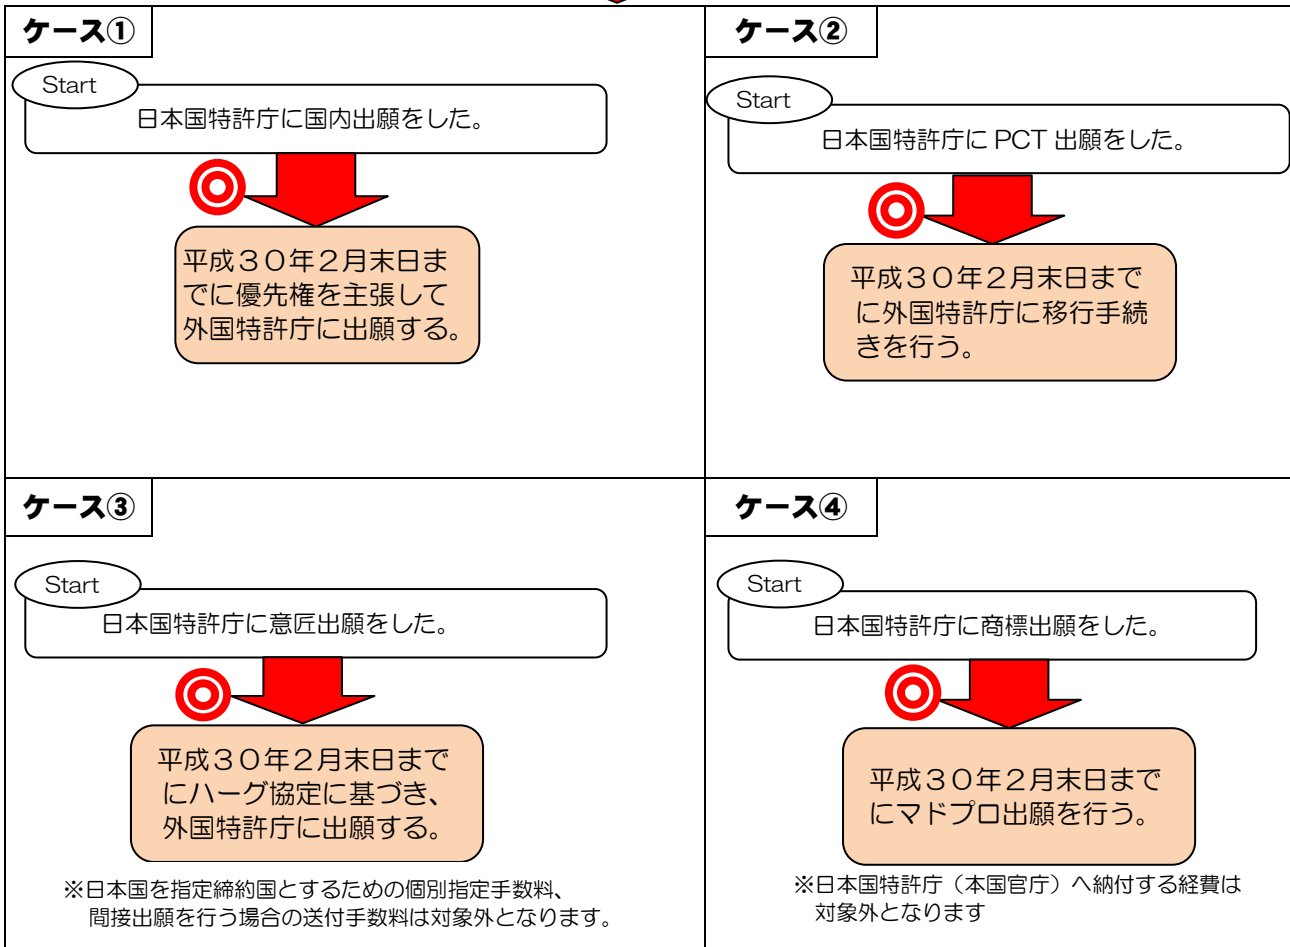 ケース①
Start
日本国特許庁に国内出願をした。
平成３０年２月末日ま
でに優先権を主張して
外国特許庁に出願する。
ケース②
Start
日本国特許庁に PCT 出願をした。
平成３０年２月末日まで
に外国特許庁に移行手続
きを行う。
ケース③
Start
日本国特許庁に意匠出願をした。
平成３０年２月末日まで
にハーグ協定に基づき、
外国特許庁に出願する。
※日本国を指定締約国とするための個別指定手数料、
間接出願を行う場合の送付手数料は対象外となります。
ケース④
Start
日本国特許庁に商標出願をした。
平成３０年２月末日まで
にマドプロ出願を行う。
※日本国特許庁（本国官庁）へ納付する経費は
対象外となります